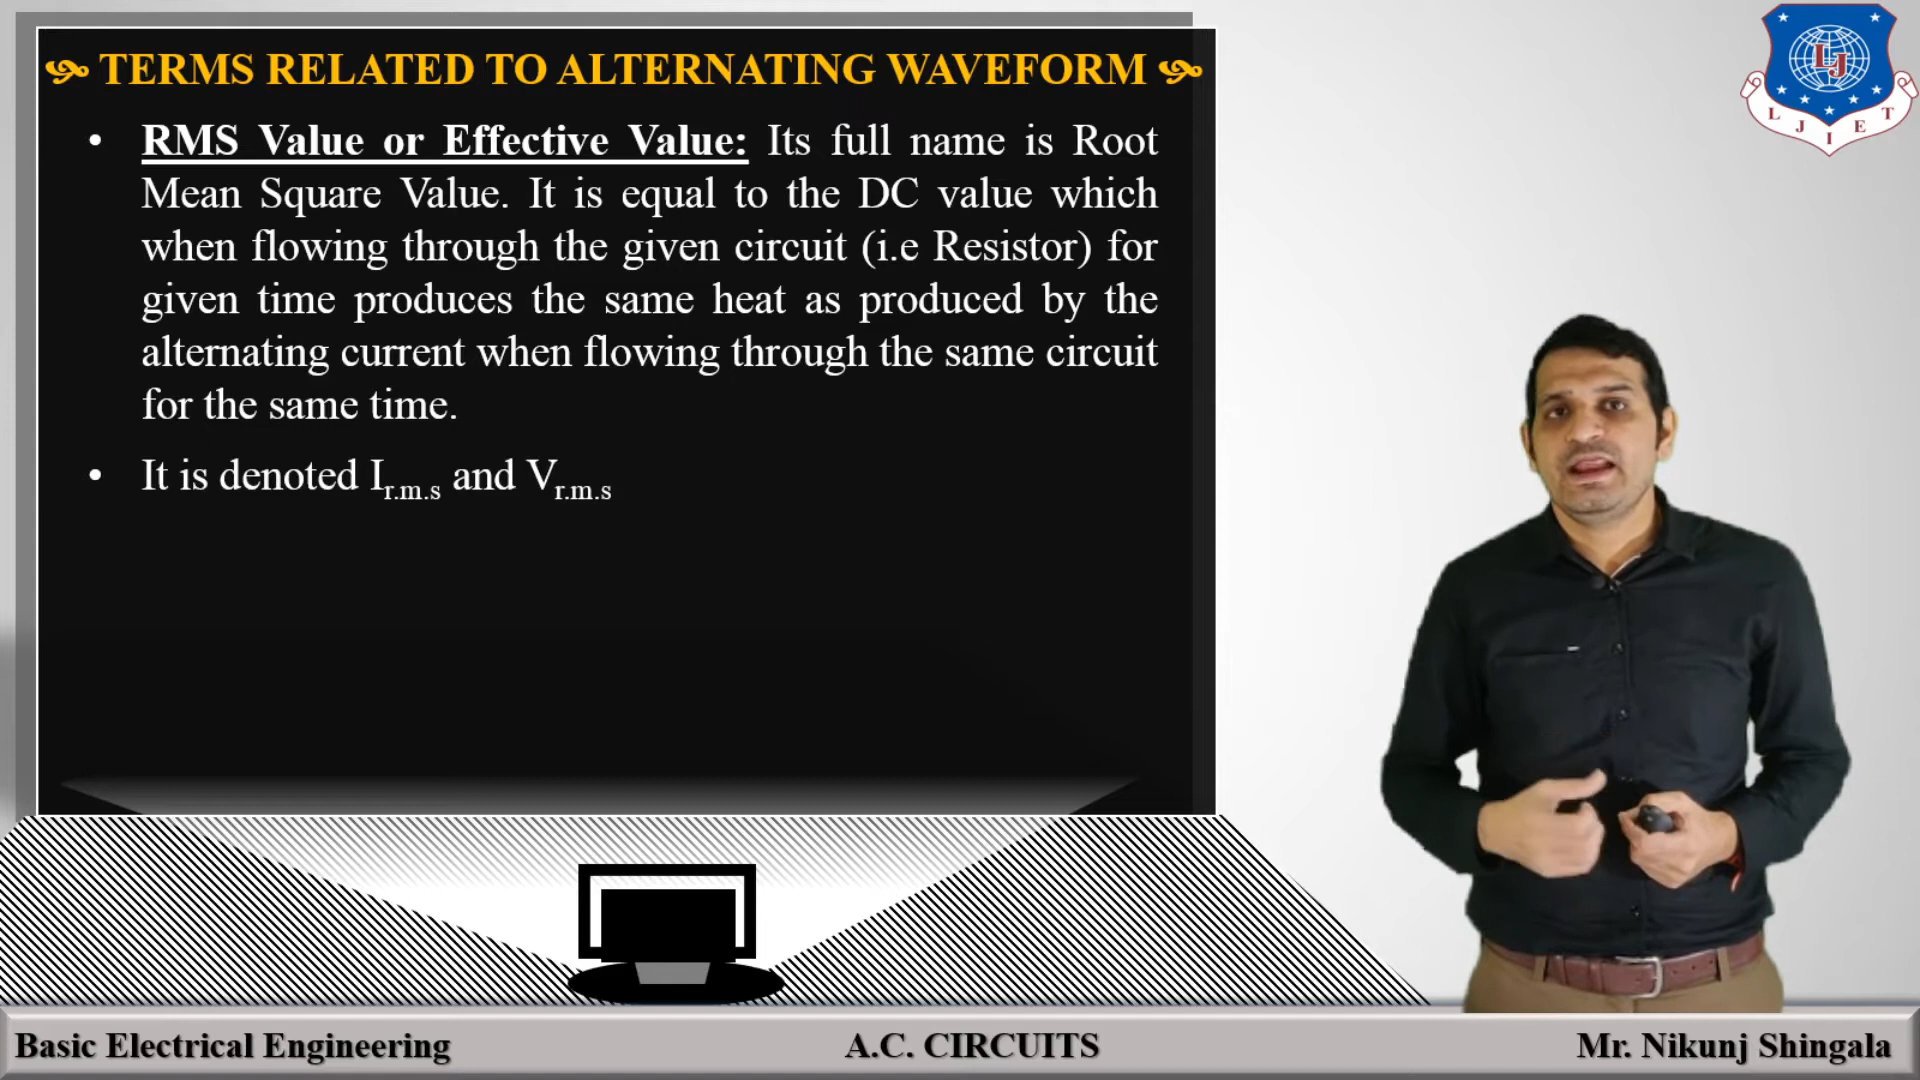 TERMS RELATED TO ALTERNATING WAVEFORM
• RMS Value or Effective Value: Its full name is Root
Mean Square Value. It is equal to the DC value which
when flowing through the given circuit (i.e Resistor) for
given time produces the same heat as produced by the
alternating current when flowing through the same circuit
for the same time.
• It is denoted I r.m.s and V r.m.s
LJ
L J I E T
Basic Electrical Engineering
A.C. CIRCUITS
Mr. Nikunj Shingala